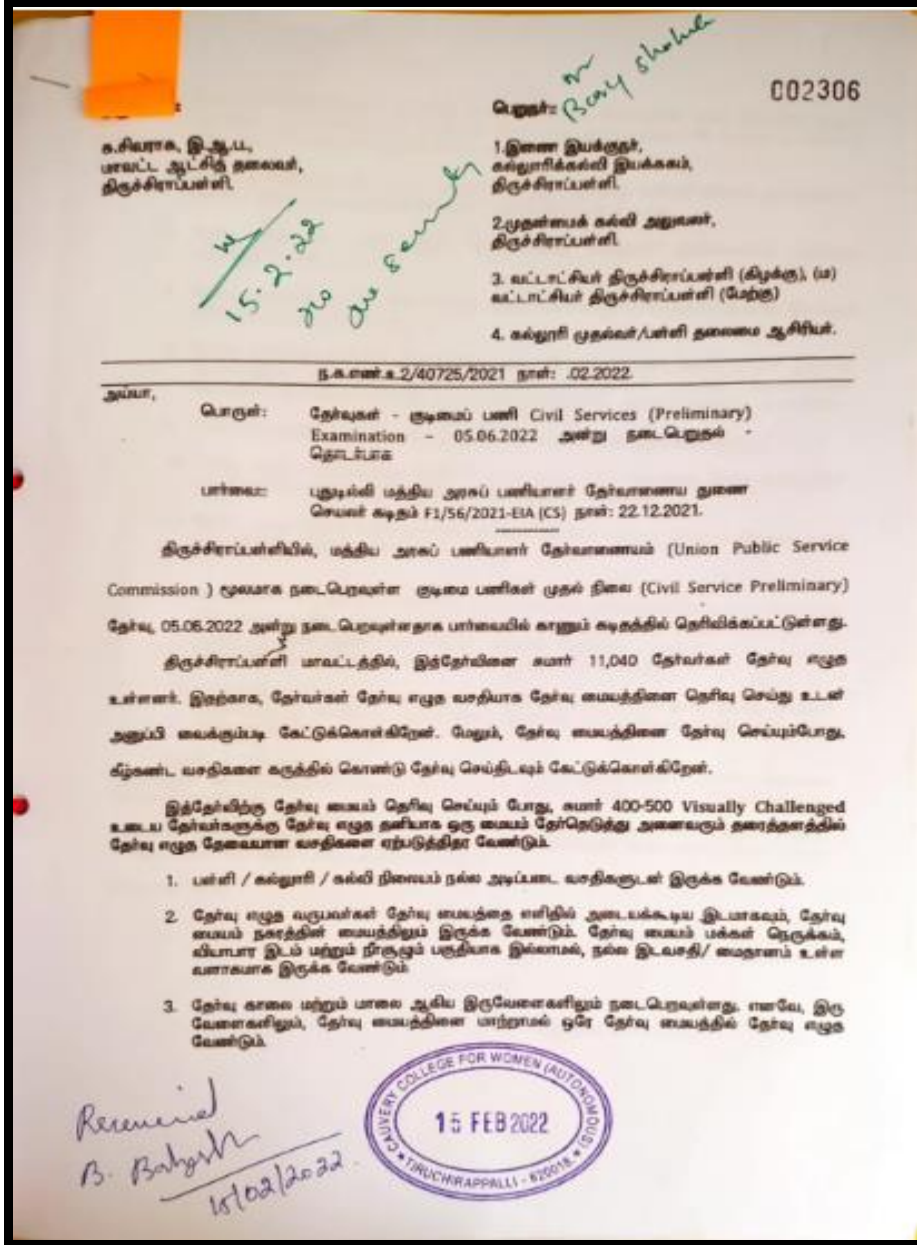 002306
பெறுநர்:
சு.சிவராசு, இ.ஆ.ப.,
மாவட்ட ஆட்சித் தலைவர்,
திருச்சிராப்பள்ளி.
1.இணை இயக்குநர்,
கல்லூரிக்கல்வி இயக்ககம்,
திருச்சிராப்பள்ளி.
2.முதன்மைக் கல்வி அலுவலர்,
திருச்சிராப்பள்ளி.
3. வட்டாட்சியர் திருச்சிராப்பள்ளி (கிழக்கு), (ம)
வட்டாட்சியர் திருச்சிராப்பள்ளி (மேற்கு)
4. கல்லூரி முதல்வர்/பள்ளி தலைமை ஆசிரியர்.
15.2.22
ந.க.எண்.உ2/40725/2021 நாள்: .02.2022.
அய்யா,
பொருள்: தேர்வுகள் - குடிமைப் பணி Civil Services (Preliminary)
Examination - 05.06.2022 அன்று நடைபெறுதல் -
தொடர்பாக
பார்வை: புதுடில்லி மத்திய அரசுப் பணியாளர் தேர்வாணைய துணை
செயலர் கடிதம் F1/56/2021-EIA (CS) நாள்: 22.12.2021.
திருச்சிராப்பள்ளியில், மத்திய அரசுப் பணியாளர் தேர்வாணையம் (Union Public Service
Commission ) மூலமாக நடைபெறவுள்ள குடிமை பணிகள் முதல் நிலை (Civil Service Preliminary)
தேர்வு, 05.06.2022 அன்று நடைபெறவுள்ளதாக பார்வையில் காணும் கடிதத்தில் தெரிவிக்கப்பட்டுள்ளது.
திருச்சிராப்பள்ளி மாவட்டத்தில், இத்தேர்வினை சுமார் 11,040 தேர்வர்கள் தேர்வு எழுத
உள்ளனர். இதற்காக, தேர்வர்கள் தேர்வு எழுத வசதியாக தேர்வு மையத்தினை தெரிவு செய்து உடன்
அனுப்பி வைக்கும்படி கேட்டுக்கொள்கிறேன். மேலும், தேர்வு மையத்தினை தேர்வு செய்யும்போது,
கீழ்கண்ட வசதிகளை கருத்தில் கொண்டு தேர்வு செய்திடவும் கேட்டுக்கொள்கிறேன்.
இத்தேர்விற்கு தேர்வு மையம் தெரிவு செய்யும் போது, சுமார் 400-500 Visually Challenged
உடைய தேர்வர்களுக்கு தேர்வு எழுத தனியாக ஒரு மையம் தேர்தெடுத்து அனைவரும் தரைத்தளத்தில்
தேர்வு எழுத தேவையான வசதிகளை ஏற்படுத்திதர வேண்டும்.
1. பள்ளி / கல்லூரி / கல்வி நிலையம் நல்ல அடிப்படை வசதிகளுடன் இருக்க வேண்டும்.
2. தேர்வு எழுத வருபவர்கள் தேர்வு மையத்தை எளிதில் அடையக்கூடிய இடமாகவும், தேர்வு
மையம் நகரத்தின் மையத்திலும் இருக்க வேண்டும். தேர்வு மையம் மக்கள் நெருக்கம்,
வியாபார இடம் மற்றும் நீர்சூழும் பகுதியாக இல்லாமல், நல்ல இடவசதி/ மைதானம் உள்ள
வளாகமாக இருக்க வேண்டும்
3. தேர்வு காலை மற்றும் மாலை ஆகிய இருவேளைகளிலும் நடைபெறவுள்ளது. எனவே, இரு
வேளைகளிலும், தேர்வு மையத்தினை மாற்றாமல் ஒரே தேர்வு மையத்தில் தேர்வு எழுத
வேண்டும்.
CAUVERY COLLEGE FOR WOMEN (AUTONOMOUS)
15 FEB 2022
TIRUCHIRAPPALLI - 620018.
15/02/2022